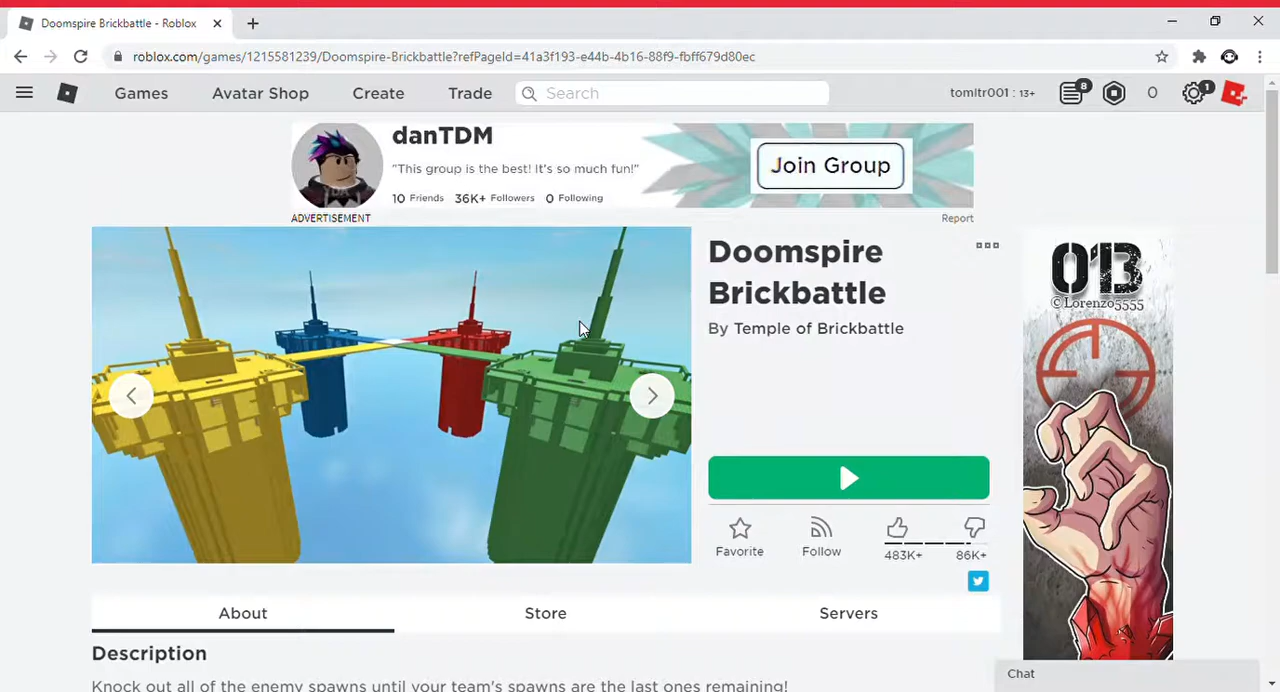 Doomspire Brickbattle - Roblox
roblox.com/games/1215581239/Doomspire-Brickbattle?refPageId=41a3f193-e44b-4b16-88f9-fbff679d80ec
Games Avatar Shop Create Trade Search tomitr001 : 13+ 8 0 1
danTDM
"This group is the best! It's so much fun!"
10 Friends 36K+ Followers 0 Following
Join Group
ADVERTISEMENT Report
Doomspire
Brickbattle
By Temple of Brickbattle
013
©Lorenzo5555
Favorite Follow 483K+ 86K+
About Store Servers
Description
Knock out all of the enemy spawns until your team's spawns are the last ones remaining!
Chat